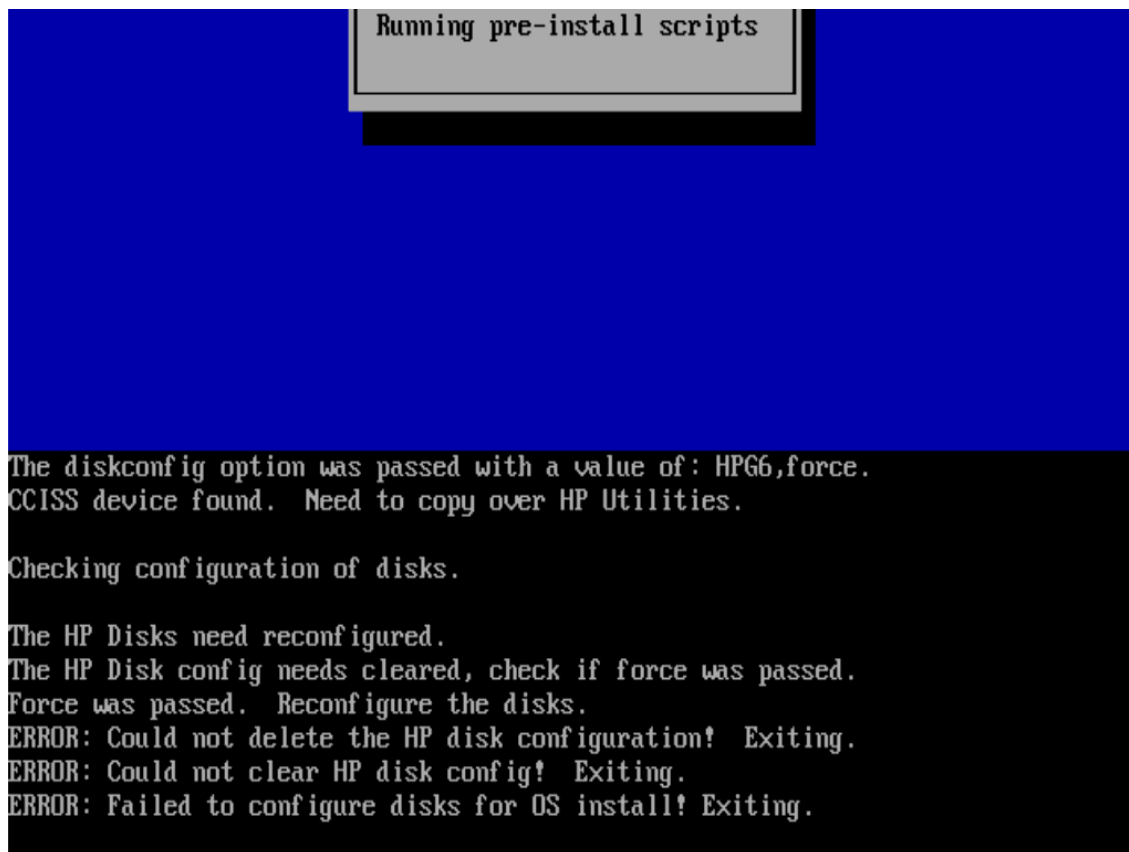 Running pre-install scripts
The diskconfig option was passed with a value of: HPG6,force.
CCISS device found.  Need to copy over HP Utilities.
Checking configuration of disks.
The HP Disks need reconfigured.
The HP Disk config needs cleared, check if force was passed.
Force was passed.  Reconfigure the disks.
ERROR: Could not delete the HP disk configuration!  Exiting.
ERROR: Could not clear HP disk config!  Exiting.
ERROR: Failed to configure disks for OS install! Exiting.